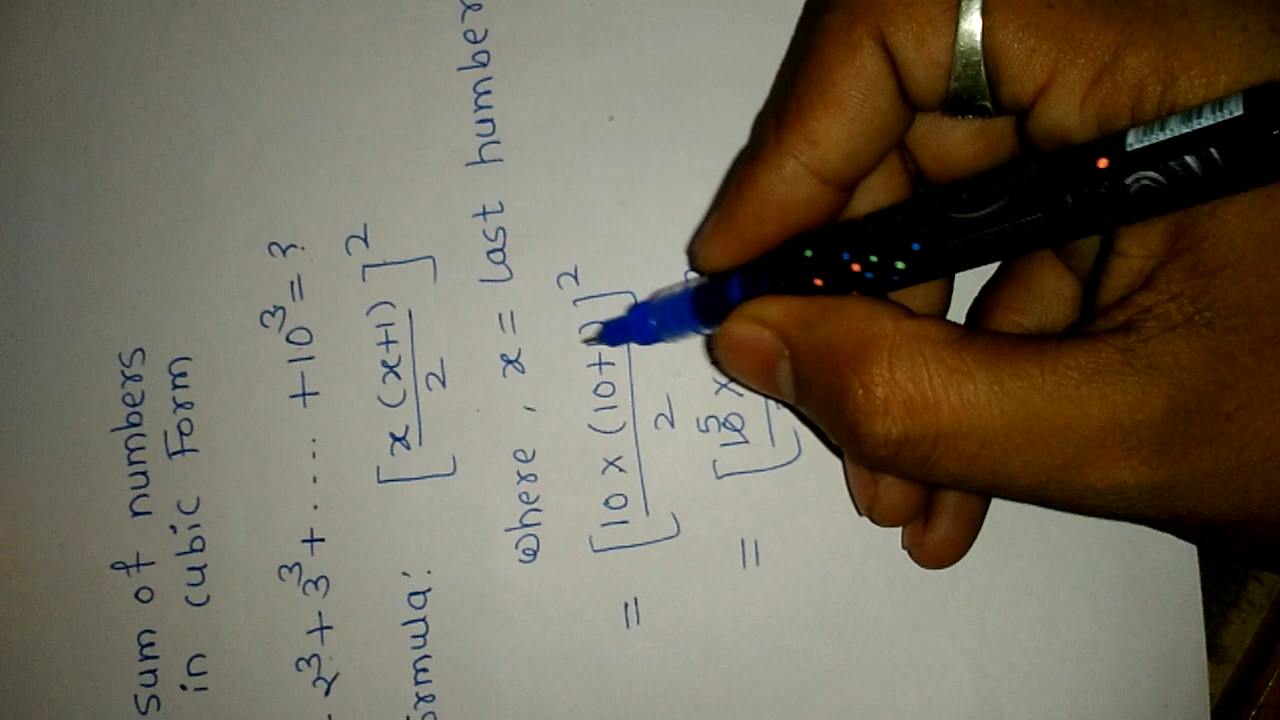 sum of numbers
in cubic Form
2³ + 3³ + .... + 10³ = ?
ormula: [x(x+1)/2]²
where, x = last number
= [10 x (10+ /2]²
= [10 5 x